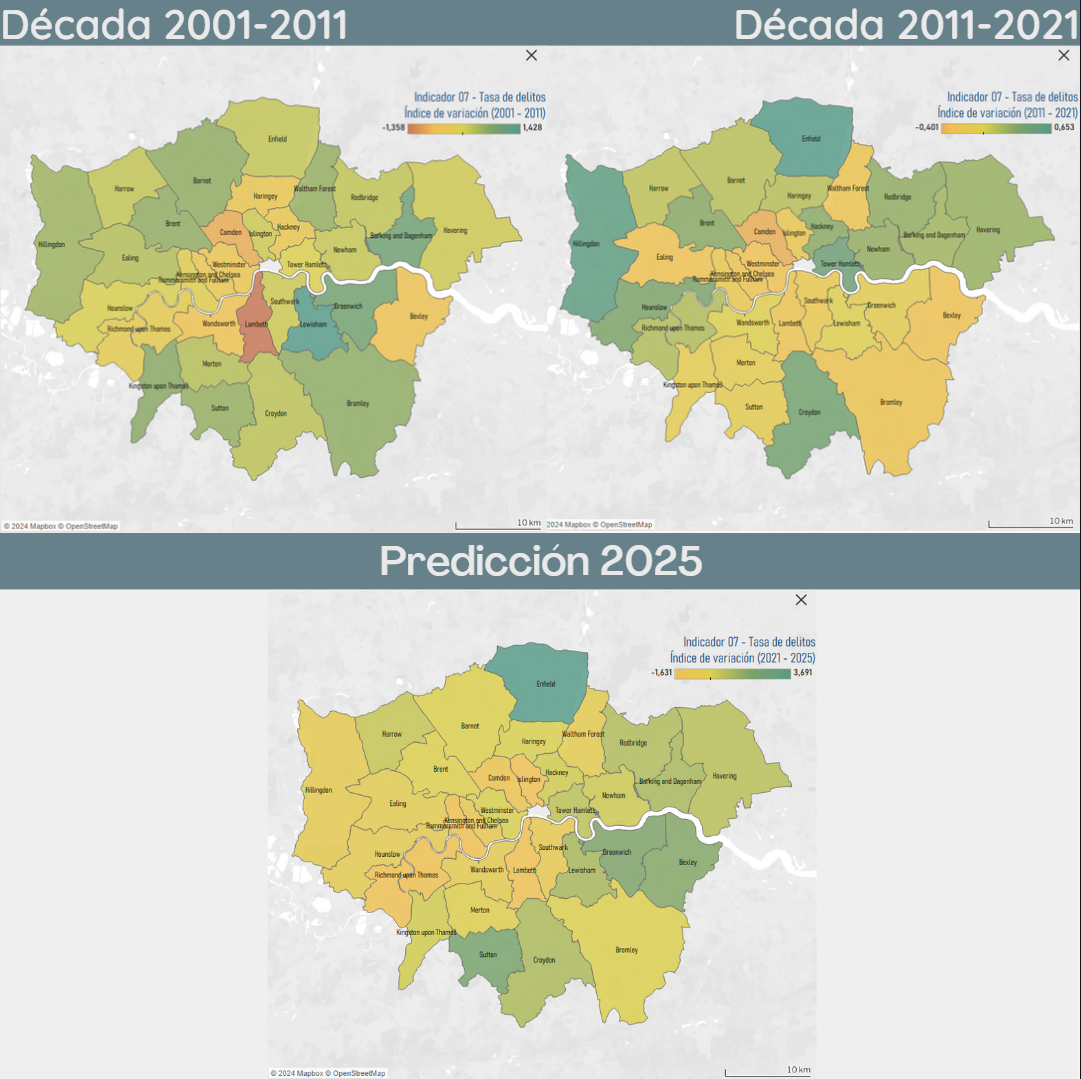 Década 2001-2011
Década 2011-2021
Indicador 07 - Tasa de delitos
Índice de variación (2001 - 2011)
-1,358 1,428
Enfield
Barnet
Harrow
Haringey
Waltham Forest
Redbridge
Brent
Camden
Islington
Hackney
Havering
Barking and Dagenham
Hillingdon
Ealing
Newham
Westminster
Tower Hamlets
Kensington and Chelsea
Hammersmith and Fulham
Southwark
Hounslow
Greenwich
Richmond upon Thames
Wandsworth
Lambeth
Lewisham
Bexley
Merton
Kingston upon Thames
Sutton
Croydon
Bromley
© 2024 Mapbox © OpenStreetMap
10 km
Indicador 07 - Tasa de delitos
Índice de variación (2011 - 2021)
-0,401 0,653
Enfield
Barnet
Harrow
Haringey
Waltham Forest
Redbridge
Brent
Camden
Islington
Hackney
Havering
Barking and Dagenham
Hillingdon
Ealing
Newham
Westminster
Tower Hamlets
Kensington and Chelsea
Hammersmith and Fulham
Southwark
Hounslow
Greenwich
Richmond upon Thames
Wandsworth
Lambeth
Lewisham
Bexley
Merton
Kingston upon Thames
Sutton
Croydon
Bromley
2024 Mapbox © OpenStreetMap
10 km
Predicción 2025
Indicador 07 - Tasa de delitos
Índice de variación (2021 - 2025)
-1,631 3,691
Enfield
Barnet
Harrow
Haringey
Waltham Forest
Redbridge
Brent
Camden
Islington
Hackney
Havering
Barking and Dagenham
Hillingdon
Ealing
Newham
Westminster
Tower Hamlets
Kensington and Chelsea
Hammersmith and Fulham
Southwark
Hounslow
Greenwich
Richmond upon Thames
Wandsworth
Lambeth
Lewisham
Bexley
Merton
Kingston upon Thames
Sutton
Croydon
Bromley
© 2024 Mapbox © OpenStreetMap
10 km